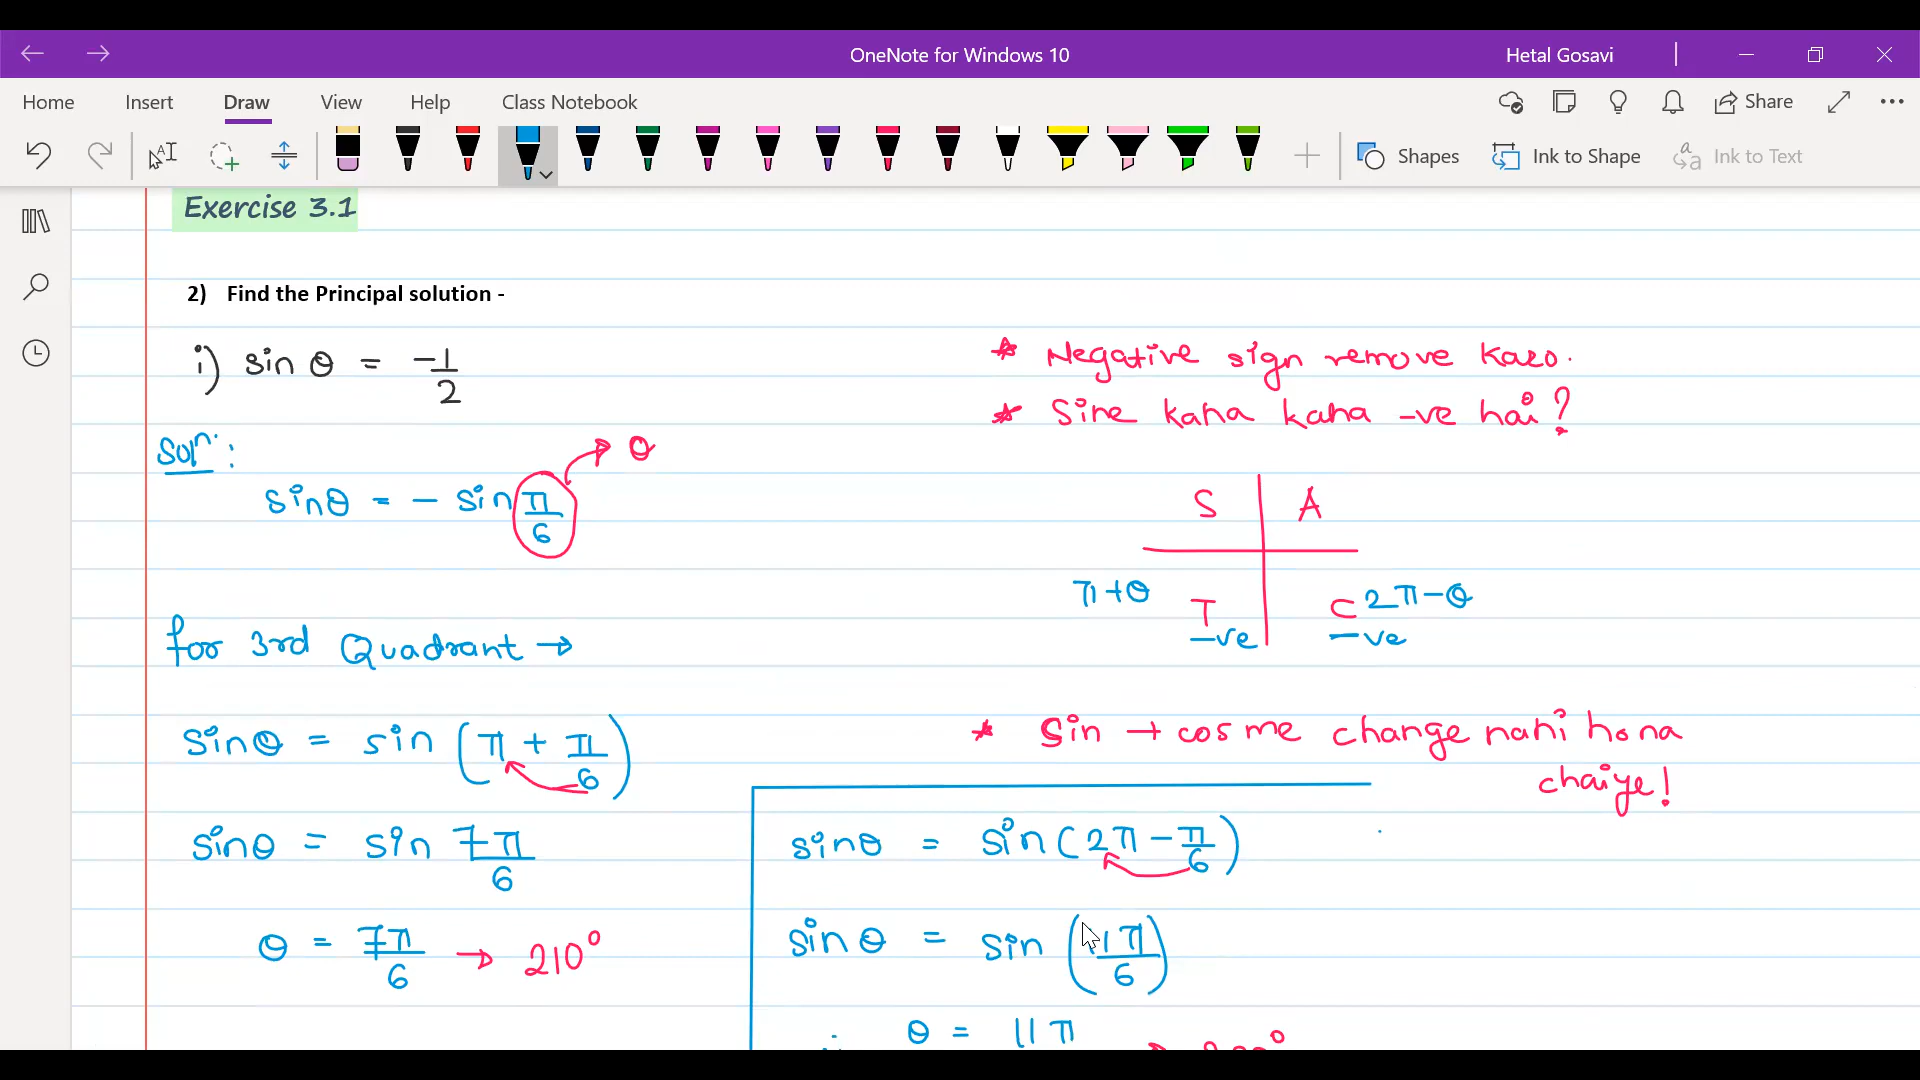 OneNote for Windows 10
Hetal Gosavi
Home Insert Draw View Help Class Notebook
Share
Shapes
Ink to Shape
Ink to Text
Exercise 3.1
2) Find the Principal solution -
i) sin θ = -1/2
Soln. :
sinθ = - sin π/6 → θ
for 3rd Quadrant →
sinθ = sin (π + π/6)
sinθ = sin 7π/6
θ = 7π/6 → 210°
* Negative sign remove karo.
* Sine kaha kaha -ve hai ?
S A
π+θ T C 2π-θ
-ve -ve
* Sin → cos me change nahi hona
chaiye !
sinθ = sin (2π - π/6)
sin θ = sin (11π/6)
θ = 11π